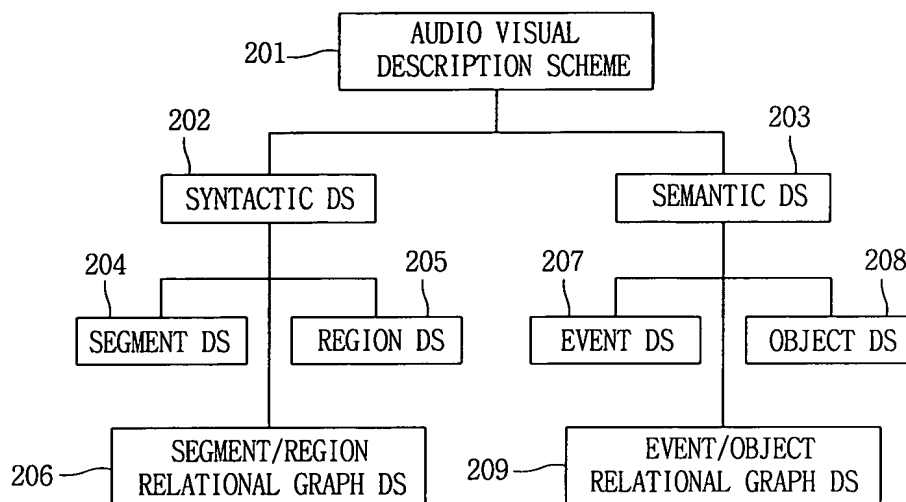 201
AUDIO VISUAL
DESCRIPTION SCHEME
202
203
SYNTACTIC DS
SEMANTIC DS
204
205
207
208
SEGMENT DS
REGION DS
EVENT DS
OBJECT DS
206
SEGMENT/REGION
RELATIONAL GRAPH DS
209
EVENT/OBJECT
RELATIONAL GRAPH DS